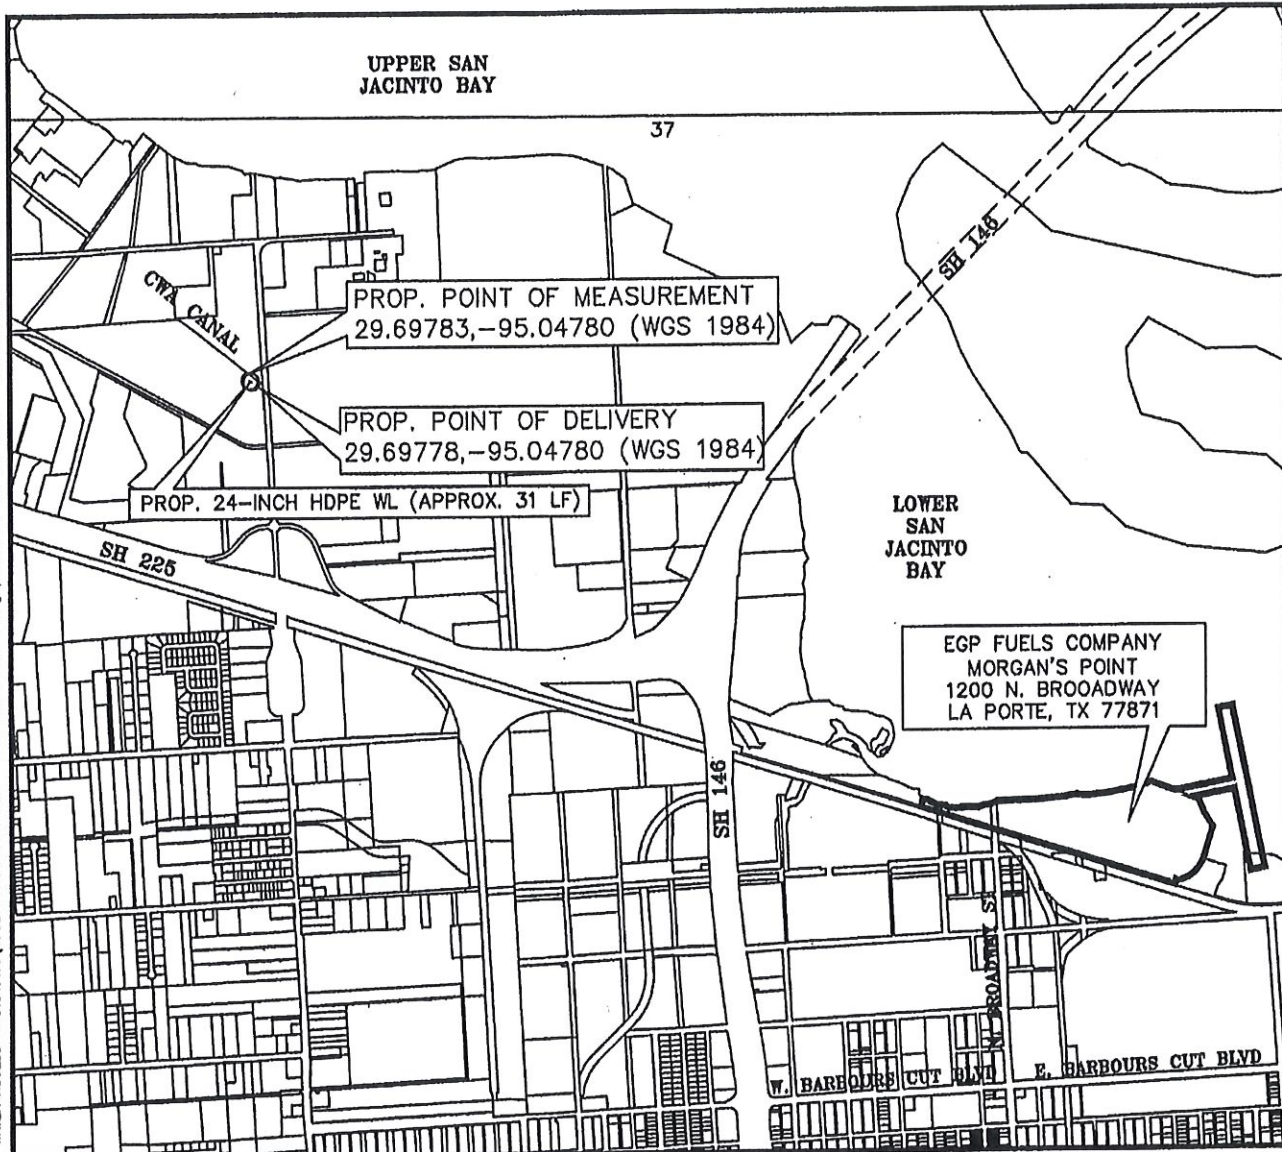 UPPER SAN
JACINTO BAY
37
SH 146
CWA CANAL
PROP. POINT OF MEASUREMENT
29.69783,-95.04780 (WGS 1984)
PROP. POINT OF DELIVERY
29.69778,-95.04780 (WGS 1984)
PROP. 24-INCH HDPE WL (APPROX. 31 LF)
LOWER
SAN
JACINTO
BAY
SH 225
EGP FUELS COMPANY
MORGAN'S POINT
1200 N. BROOADWAY
LA PORTE, TX 77871
SH 146
N. BROADWAY ST
W. BARBOURS CUT BLVD
E. BARBOURS CUT BLVD